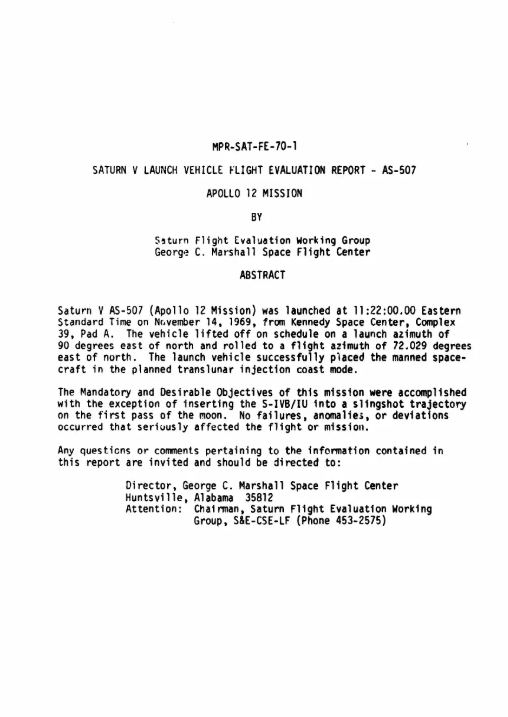 MPR-SAT-FE-70-1
SATURN V LAUNCH VEHICLE FLIGHT EVALUATION REPORT - AS-507
APOLLO 12 MISSION
BY
Saturn Flight Evaluation Working Group
George C. Marshall Space Flight Center
ABSTRACT
Saturn V AS-507 (Apollo 12 Mission) was launched at 11:22:00.00 Eastern
Standard Time on November 14, 1969, from Kennedy Space Center, Complex
39, Pad A. The vehicle lifted off on schedule on a launch azimuth of
90 degrees east of north and rolled to a flight azimuth of 72.029 degrees
east of north. The launch vehicle successfully placed the manned space-
craft in the planned translunar injection coast mode.
The Mandatory and Desirable Objectives of this mission were accomplished
with the exception of inserting the S-IVB/IU into a slingshot trajectory
on the first pass of the moon. No failures, anomalies, or deviations
occurred that seriously affected the flight or mission.
Any questions or comments pertaining to the information contained in
this report are invited and should be directed to:
Director, George C. Marshall Space Flight Center
Huntsville, Alabama 35812
Attention: Chairman, Saturn Flight Evaluation Working
Group, S&E-CSE-LF (Phone 453-2575)